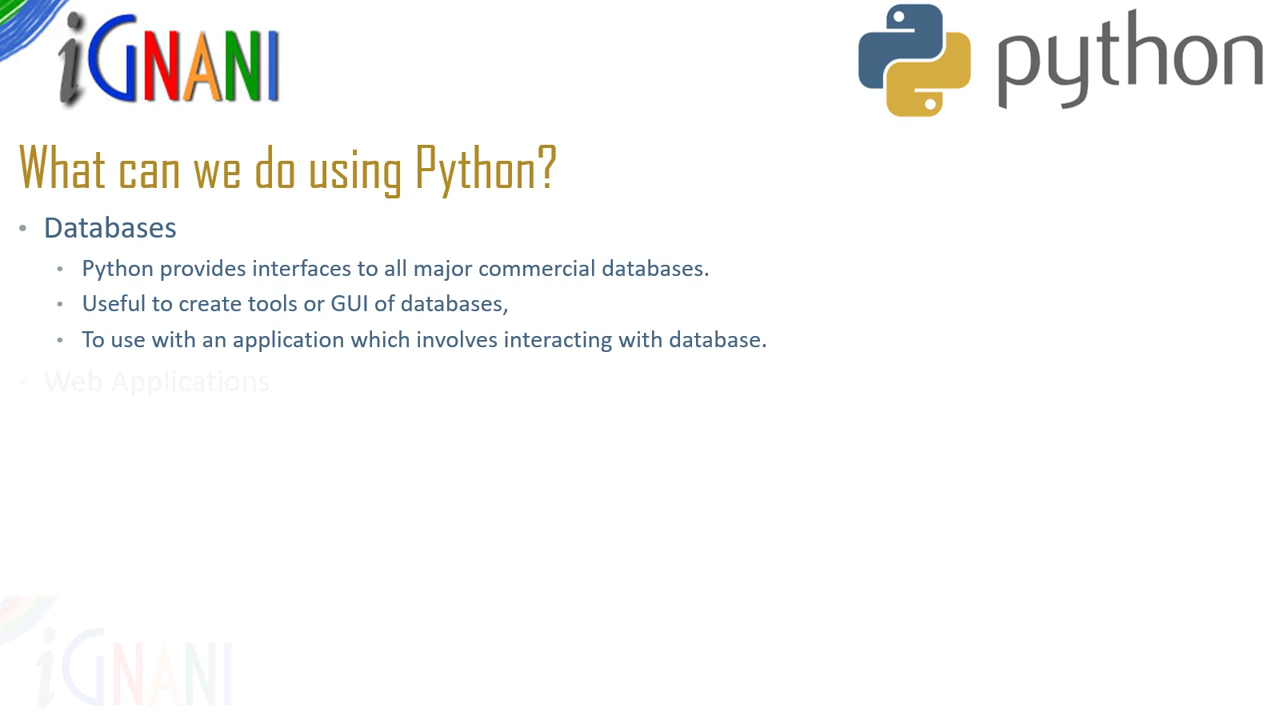 iGNANI
python
What can we do using Python?
• Databases
• Python provides interfaces to all major commercial databases.
• Useful to create tools or GUI of databases,
• To use with an application which involves interacting with database.
• Web Applications
iGNANI